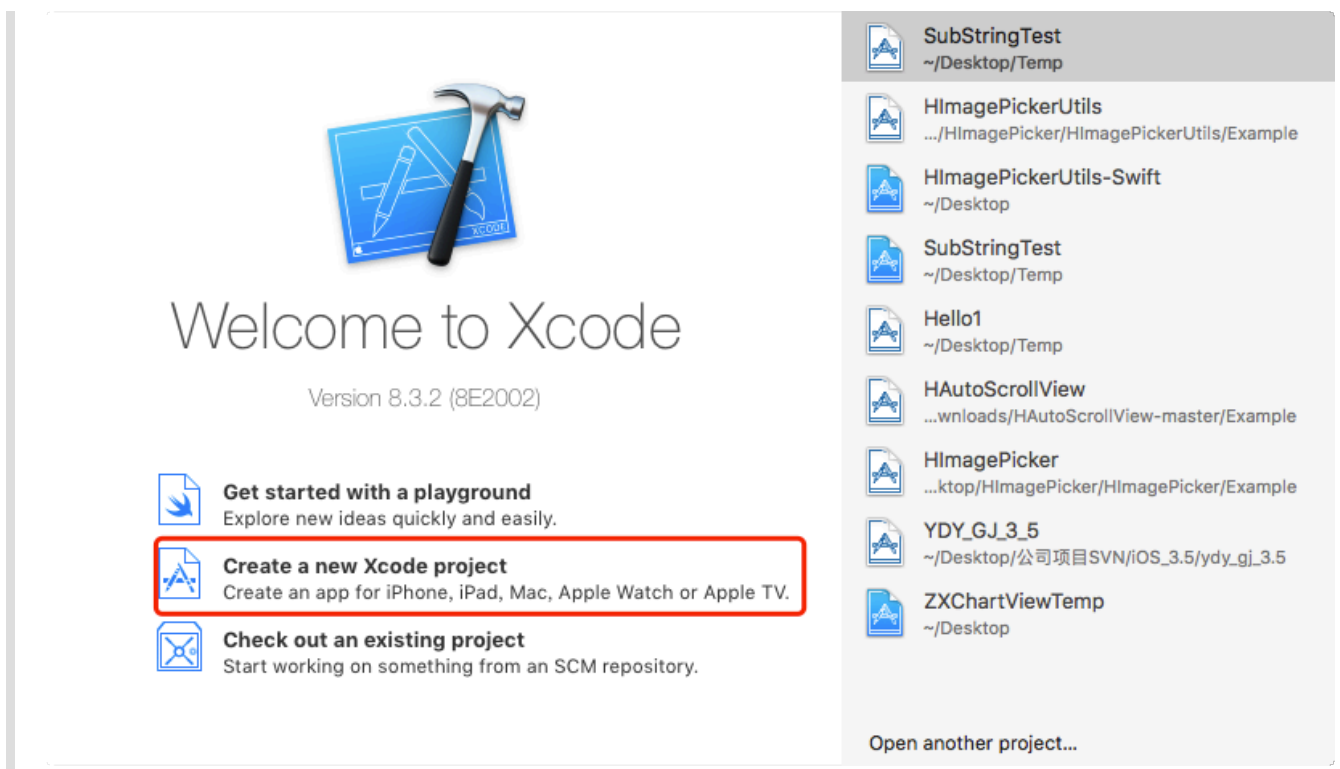 XCODE
Welcome to Xcode
Version 8.3.2 (8E2002)
Get started with a playground
Explore new ideas quickly and easily.
Create a new Xcode project
Create an app for iPhone, iPad, Mac, Apple Watch or Apple TV.
Check out an existing project
Start working on something from an SCM repository.
SubStringTest
~/Desktop/Temp
HImagePickerUtils
.../HImagePicker/HImagePickerUtils/Example
HImagePickerUtils-Swift
~/Desktop
SubStringTest
~/Desktop/Temp
Hello1
~/Desktop/Temp
HAutoScrollView
...wnloads/HAutoScrollView-master/Example
HImagePicker
...ktop/HImagePicker/HImagePicker/Example
YDY_GJ_3_5
~/Desktop/公司项目SVN/iOS_3.5/ydy_gj_3.5
ZXChartViewTemp
~/Desktop
Open another project...